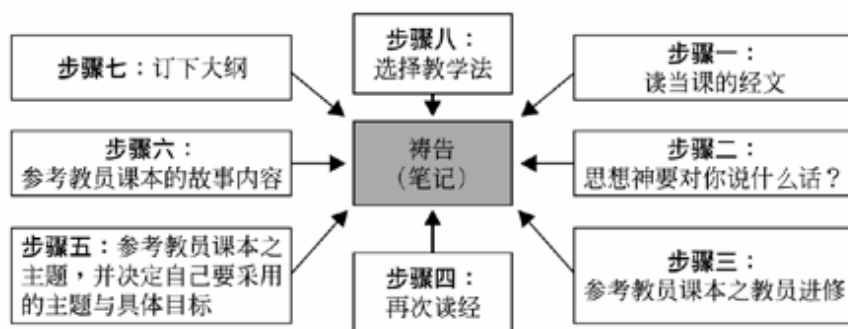 步骤八：
选择教学法
步骤一：
读当课的经文
步骤七：订下大纲
祷告
（笔记）
步骤六：
参考教员课本的故事内容
步骤二：
思想神要对你说什么话？
步骤五：参考教员课本之
主题，并决定自己要采用
的主题与具体目标
步骤四：
再次读经
步骤三：
参考教员课本之教员进修